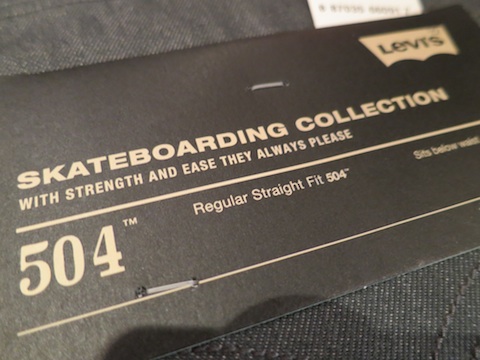 LEVI'S
SKATEBOARDING COLLECTION
WITH STRENGTH AND EASE THEY ALWAYS PLEASE
504™
Regular Straight Fit 504™
Sits below waist